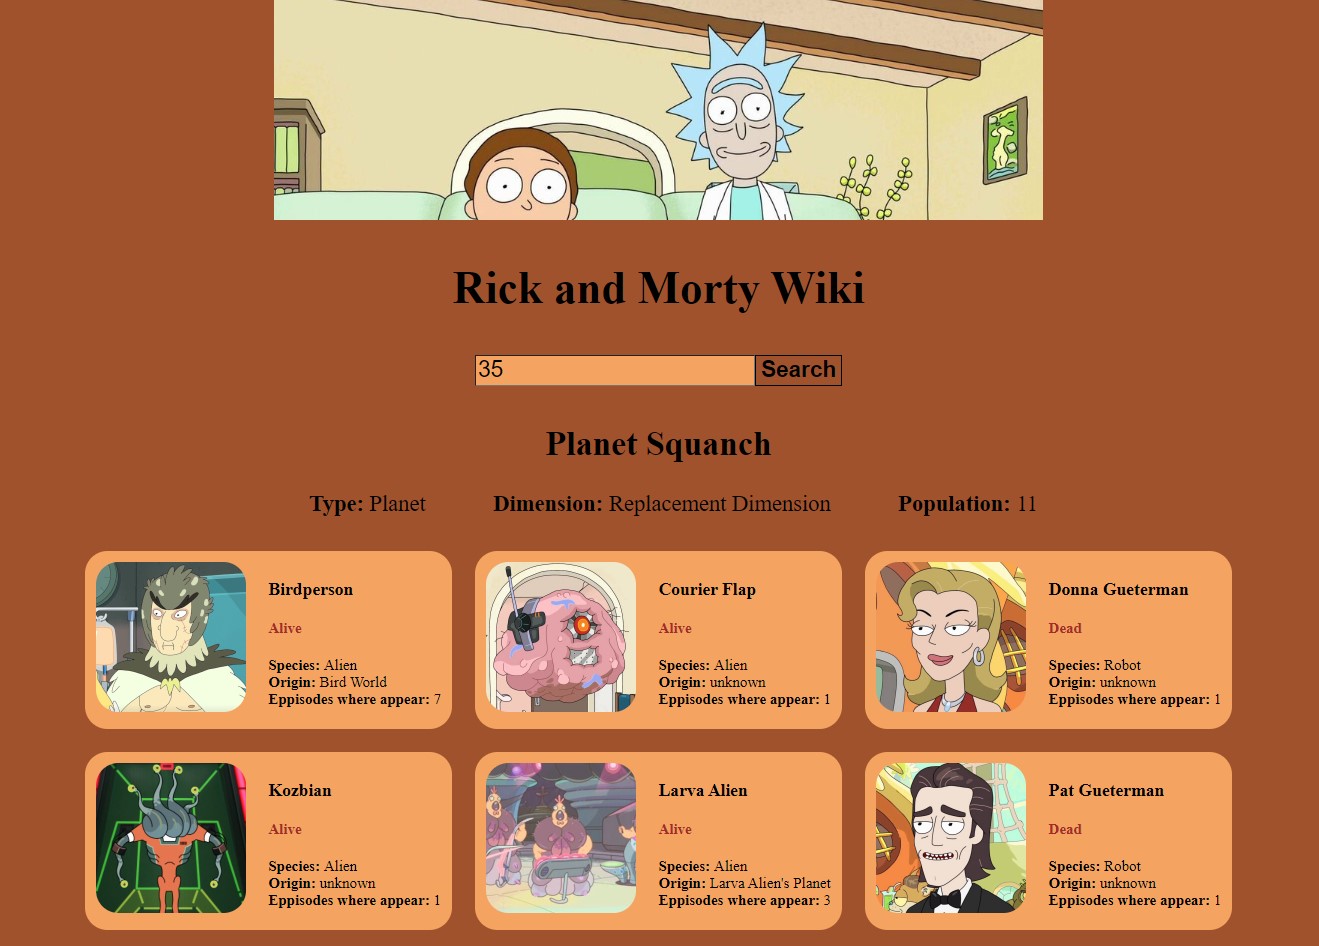 Rick and Morty Wiki
35 Search
Planet Squanch
Type: Planet Dimension: Replacement Dimension Population: 11
Birdperson
Alive
Species: Alien
Origin: Bird World
Eppisodes where appear: 7
Courier Flap
Alive
Species: Alien
Origin: unknown
Eppisodes where appear: 1
Donna Gueterman
Dead
Species: Robot
Origin: unknown
Eppisodes where appear: 1
Kozbian
Alive
Species: Alien
Origin: unknown
Eppisodes where appear: 1
Larva Alien
Alive
Species: Alien
Origin: Larva Alien's Planet
Eppisodes where appear: 3
Pat Gueterman
Dead
Species: Robot
Origin: unknown
Eppisodes where appear: 1